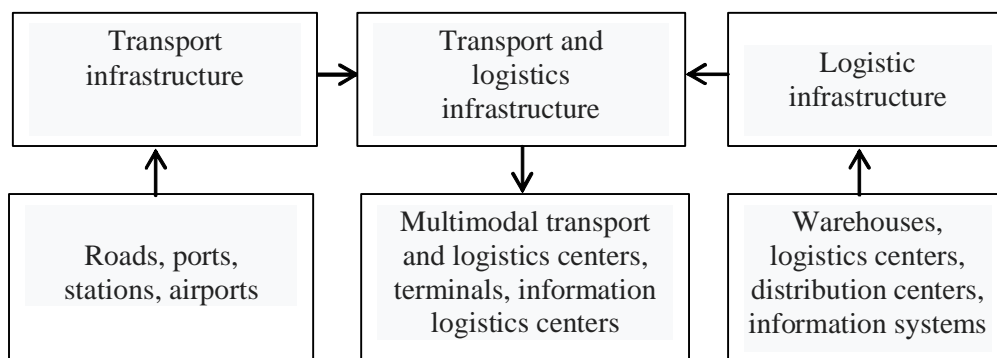 Transport
infrastructure
Transport and
logistics
infrastructure
Logistic
infrastructure
Roads, ports,
stations, airports
Multimodal transport
and logistics centers,
terminals, information
logistics centers
Warehouses,
logistics centers,
distribution centers,
information systems